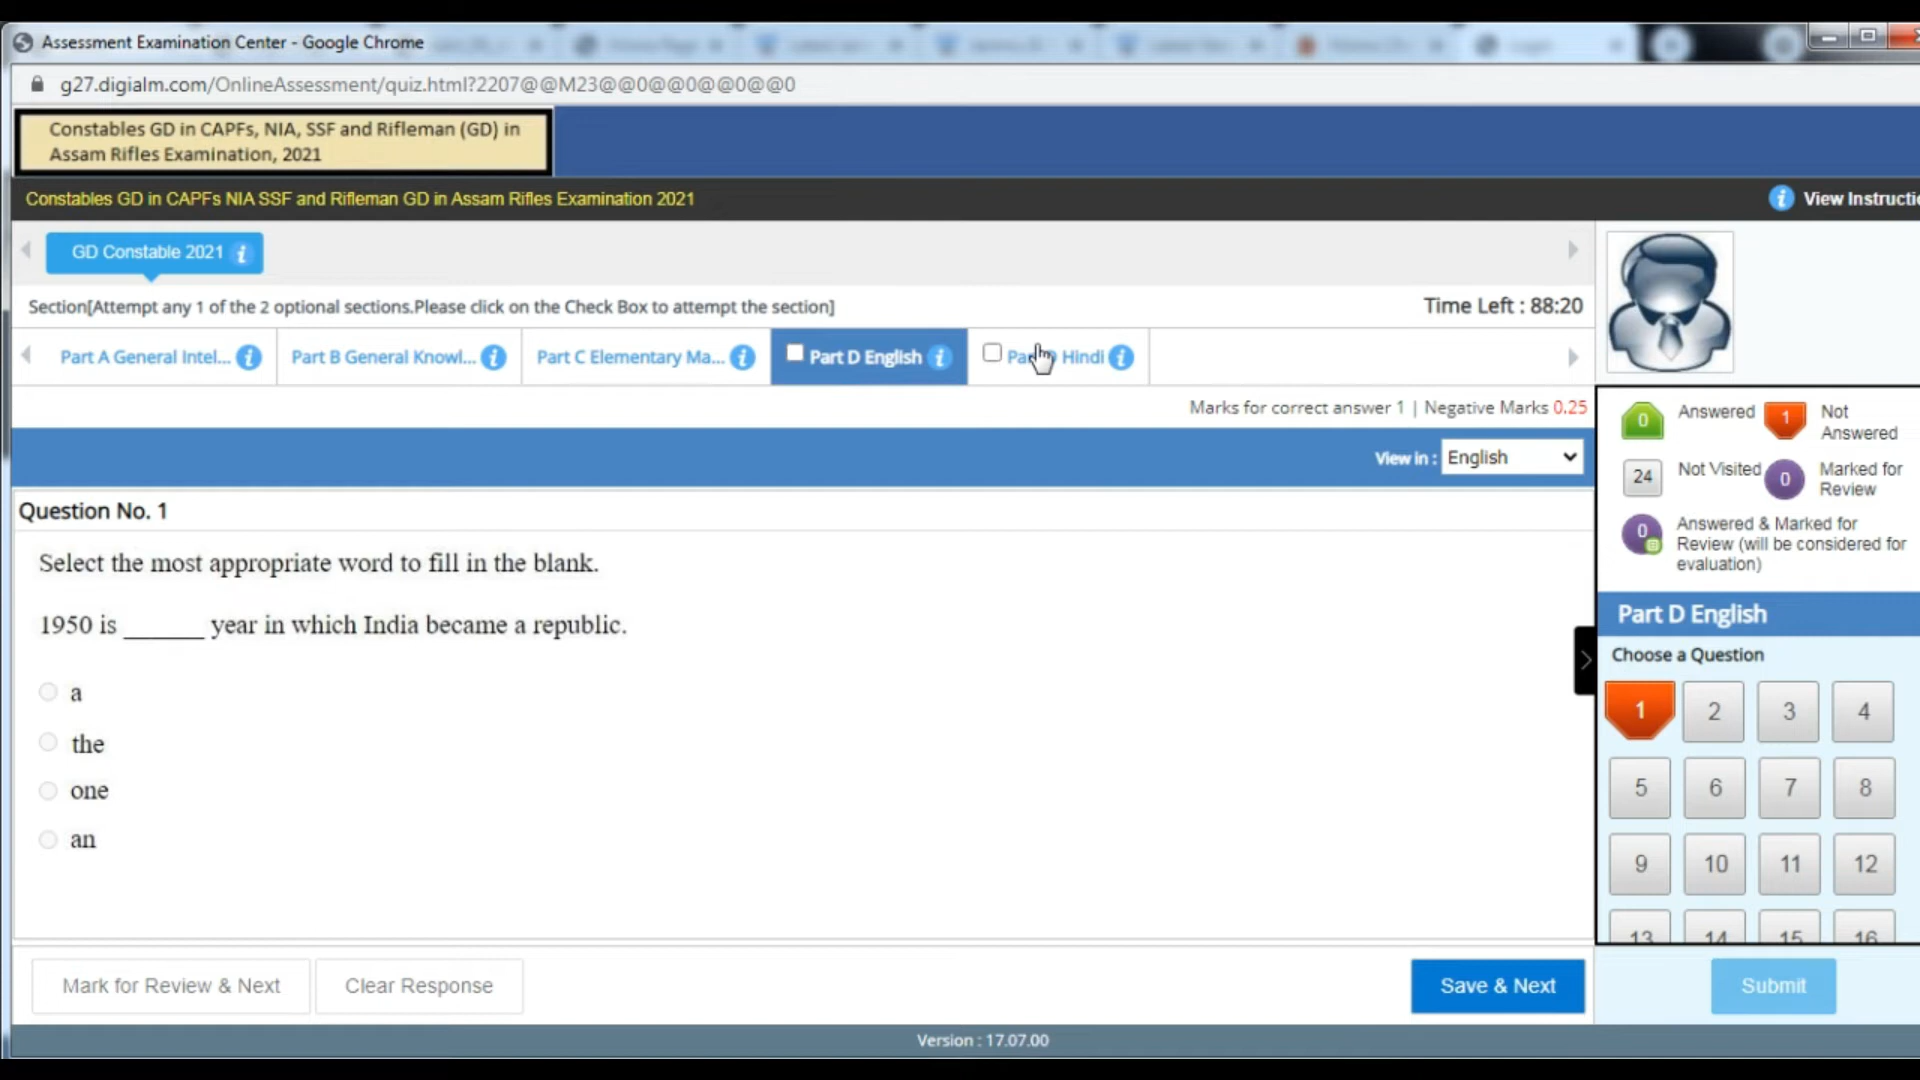 Assessment Examination Center - Google Chrome
g27.digialm.com/OnlineAssessment/quiz.html?2207@@M23@@0@@0@@0@@0
Constables GD in CAPFs, NIA, SSF and Rifleman (GD) in
Assam Rifles Examination, 2021
Constables GD in CAPFs NIA SSF and Rifleman GD in Assam Rifles Examination 2021
View Instructi
GD Constable 2021 i
Section[Attempt any 1 of the 2 optional sections.Please click on the Check Box to attempt the section]
Time Left : 88:20
Part A General Intel... i
Part B General Knowl... i
Part C Elementary Ma... i
Part D English i
Hindi i
Marks for correct answer 1 | Negative Marks 0.25
View in : English
Question No. 1
Select the most appropriate word to fill in the blank.
1950 is ______ year in which India became a republic.
a
the
one
an
Mark for Review & Next
Clear Response
Save & Next
0 Answered
1 Not Answered
24 Not Visited
0 Marked for Review
0 Answered & Marked for
Review (will be considered for
evaluation)
Part D English
Choose a Question
1 2 3 4
5 6 7 8
9 10 11 12
13 14 15 16
Submit
Version : 17.07.00